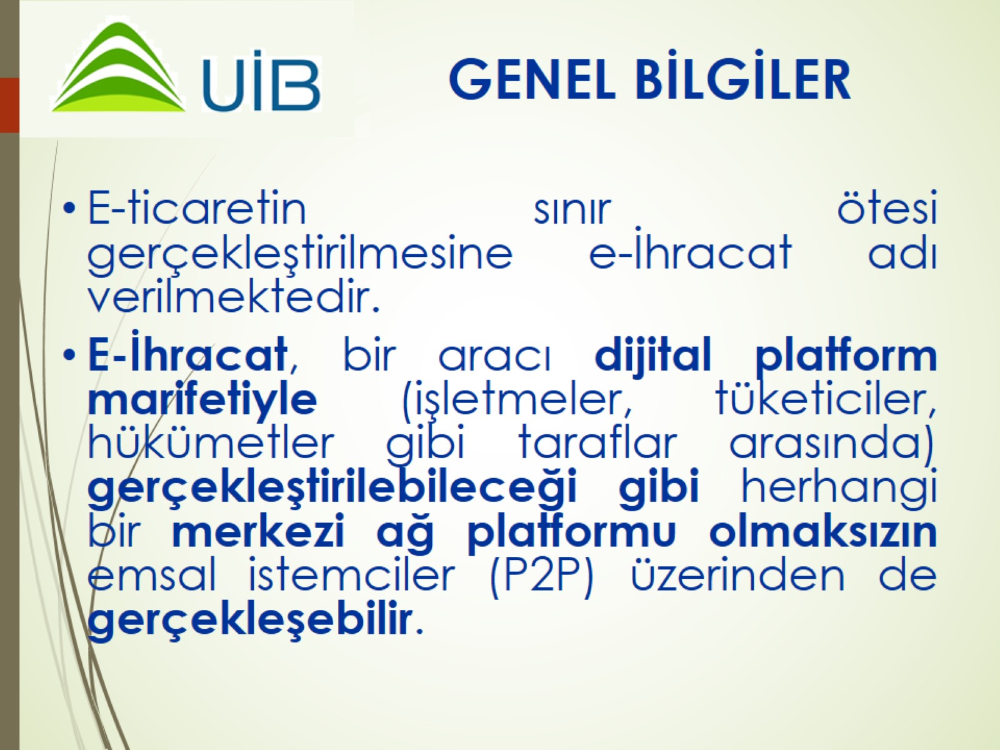 UİB
GENEL BİLGİLER
• E-ticaretin sınır ötesi
gerçekleştirilmesine e-İhracat adı
verilmektedir.
• E-İhracat, bir aracı dijital platform
marifetiyle (işletmeler, tüketiciler,
hükümetler gibi taraflar arasında)
gerçekleştirilebileceği gibi herhangi
bir merkezi ağ platformu olmaksızın
emsal istemciler (P2P) üzerinden de
gerçekleşebilir.